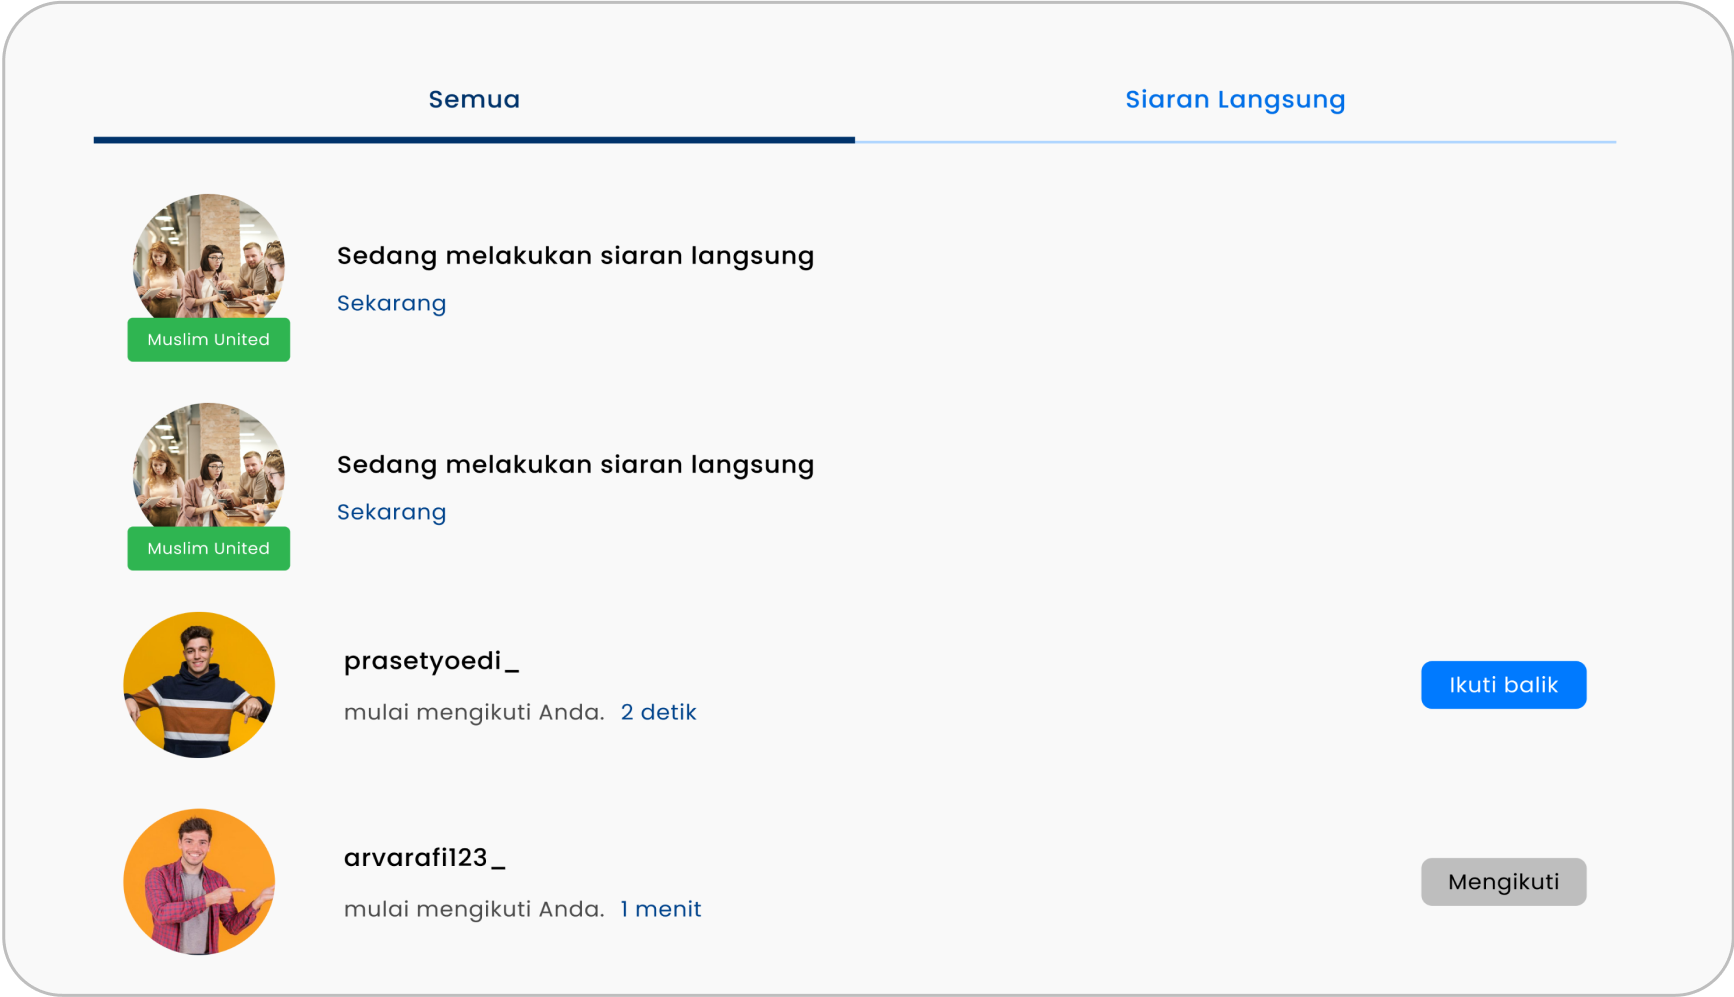 Semua
Siaran Langsung
Sedang melakukan siaran langsung
Sekarang
Muslim United
Sedang melakukan siaran langsung
Sekarang
Muslim United
prasetyoedi_
mulai mengikuti Anda. 2 detik
Ikuti balik
arvarafi123_
mulai mengikuti Anda. 1 menit
Mengikuti